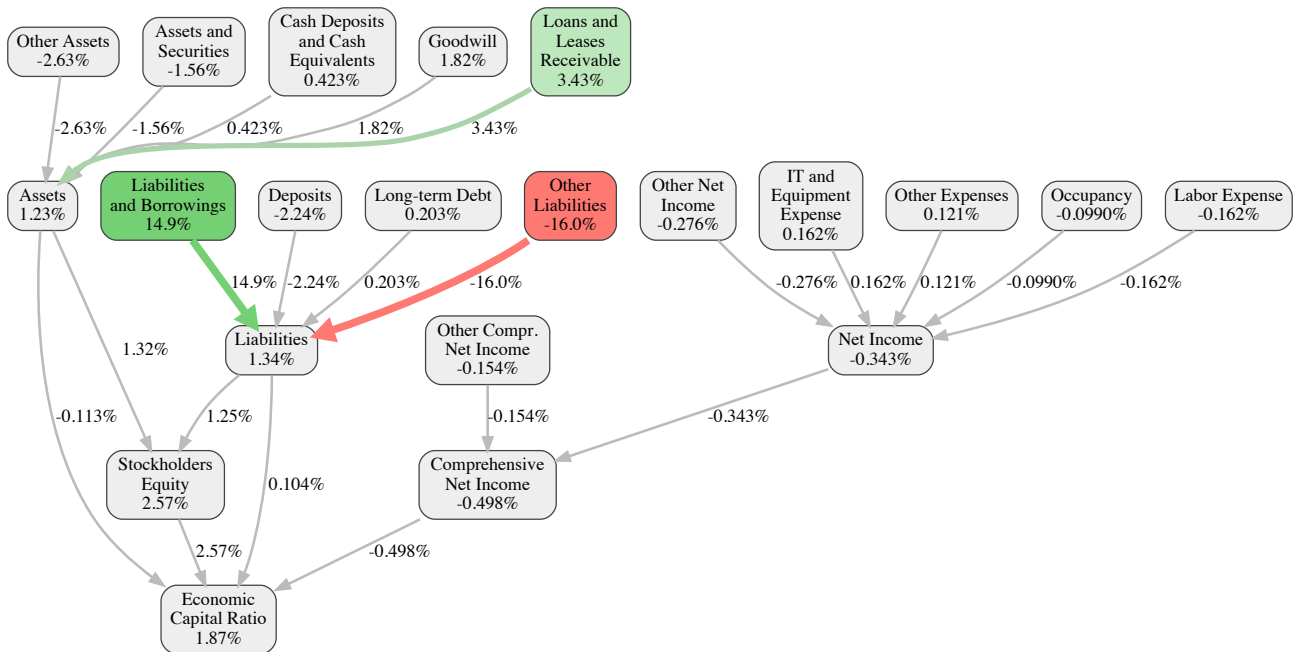 Other Assets
-2.63%
Assets and
Securities
-1.56%
Cash Deposits
and Cash
Equivalents
0.423%
Goodwill
1.82%
Loans and
Leases
Receivable
3.43%
-2.63%
-1.56%
0.423%
1.82%
3.43%
Assets
1.23%
Liabilities
and Borrowings
14.9%
Deposits
-2.24%
Long-term Debt
0.203%
Other
Liabilities
-16.0%
Other Net
Income
-0.276%
IT and
Equipment
Expense
0.162%
Other Expenses
0.121%
Occupancy
-0.0990%
Labor Expense
-0.162%
14.9%
-2.24%
0.203%
-16.0%
-0.276%
0.162%
0.121%
-0.0990%
-0.162%
Liabilities
1.34%
Other Compr.
Net Income
-0.154%
Net Income
-0.343%
1.32%
-0.113%
1.25%
-0.154%
-0.343%
Stockholders
Equity
2.57%
0.104%
Comprehensive
Net Income
-0.498%
2.57%
-0.498%
Economic
Capital Ratio
1.87%